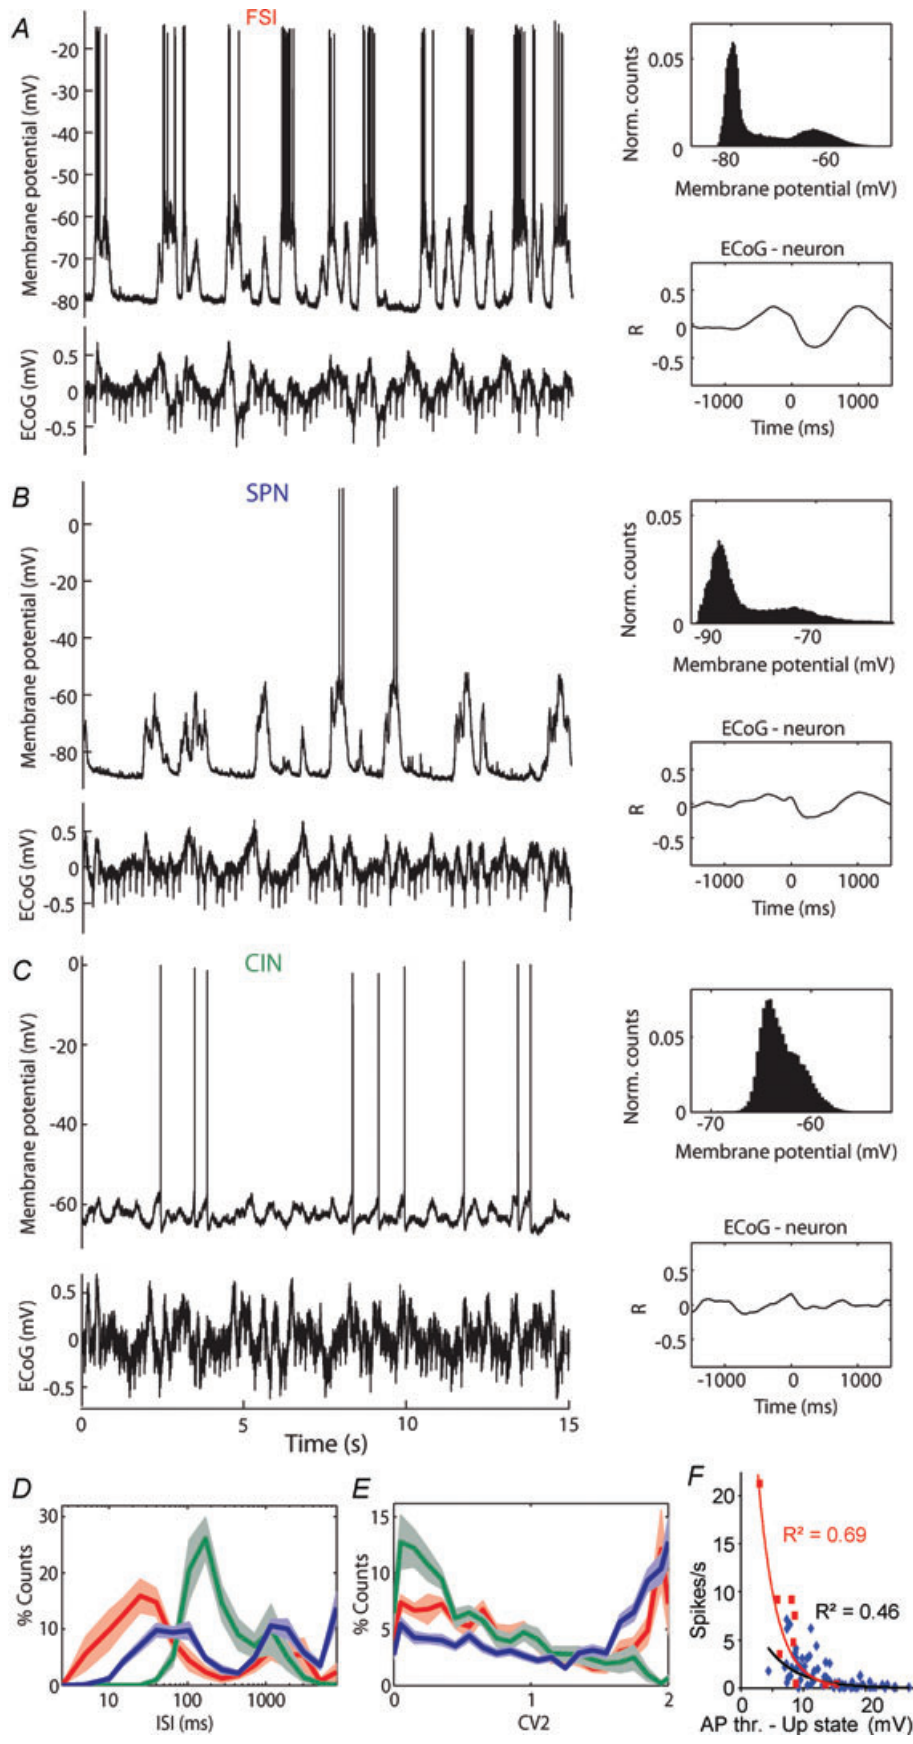 A
FSI
Membrane potential (mV)
-20
-30
-40
-50
-60
-70
-80
ECoG (mV)
0.5
0
-0.5
Norm. counts
0.05
0
-80
-60
Membrane potential (mV)
ECoG - neuron
R
0.5
0
-0.5
-1000
0
1000
Time (ms)
B
SPN
Membrane potential (mV)
0
-20
-40
-60
-80
ECoG (mV)
0.5
0
-0.5
Norm. counts
0.05
0
-90
-70
Membrane potential (mV)
ECoG - neuron
R
0.5
0
-0.5
-1000
0
1000
Time (ms)
C
CIN
Membrane potential (mV)
0
-20
-40
-60
ECoG (mV)
0.5
0
-0.5
0
5
10
15
Time (s)
Norm. counts
0.05
0
-70
-60
Membrane potential (mV)
ECoG - neuron
R
0.5
0
-0.5
-1000
0
1000
Time (ms)
D
% Counts
30
20
10
0
10
100
1000
ISI (ms)
E
% Counts
15
10
5
0
0
1
2
CV2
F
Spikes/s
20
15
10
5
0
R² = 0.69
R² = 0.46
0
10
20
AP thr. - Up state (mV)